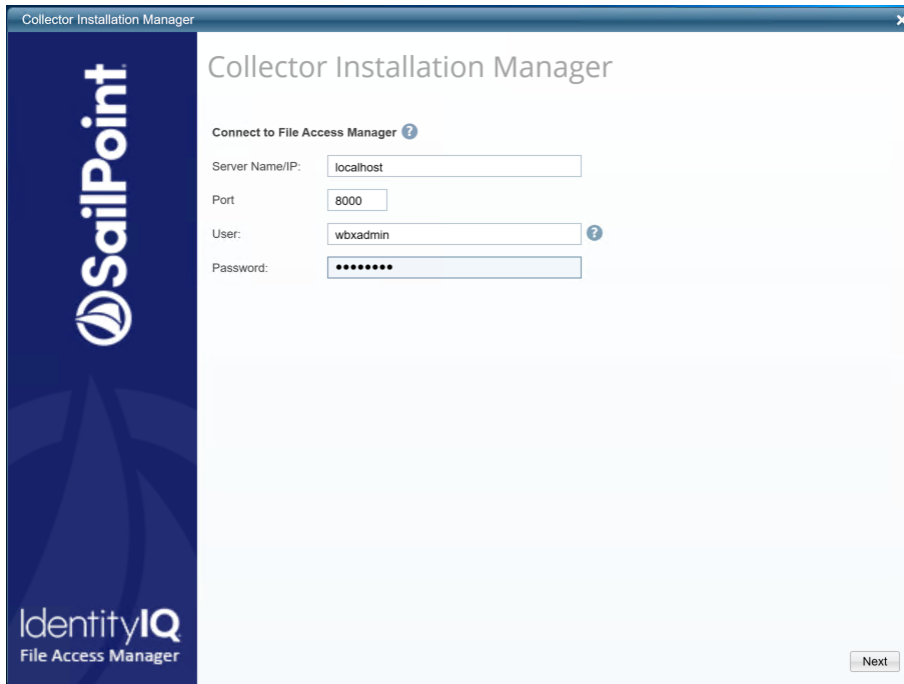 Collector Installation Manager
SailPoint
Collector Installation Manager
Connect to File Access Manager ?
Server Name/IP: localhost
Port 8000
User: wbxadmin ?
Password: ••••••••
IdentityIQ
File Access Manager
Next